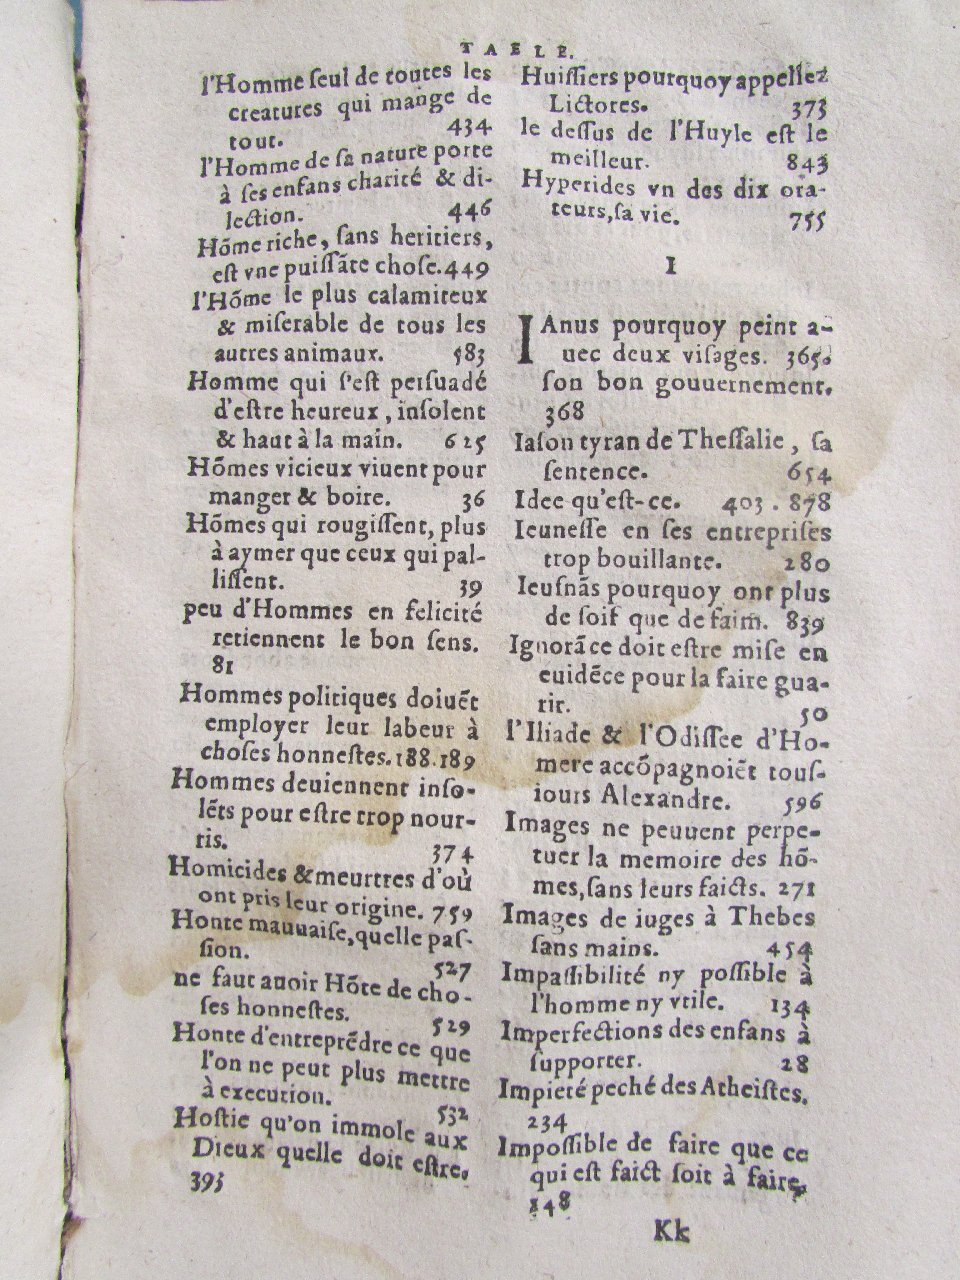 TABLE.
l'Homme ſeul de toutes les
creatures qui mange de
tout. 434
l'Homme de ſa nature porte
à ſes enfans charité & di-
lection. 446
Hõme riche, ſans heritiers,
eſt vne puiſſãte choſe. 449
l'Hõme le plus calamiteux
& miſerable de tous les
autres animaux. 583
Homme qui s'eſt perſuadé
d'eſtre heureux, inſolent
& haut à la main. 625
Hõmes vicieux viuent pour
manger & boire. 36
Hõmes qui rougiſſent, plus
à aymer que ceux qui pal-
liſſent. 39
peu d'Hommes en felicité
retiennent le bon ſens.
81
Hommes politiques doiuẽt
employer leur labeur à
choſes honneſtes. 188.189
Hommes deuiennent inſo-
lẽts pour eſtre trop nour-
ris. 374
Homicides & meurtres d'où
ont pris leur origine. 759
Honte mauuaiſe, quelle paſ-
ſion. 527
ne faut auoir Hõte de cho-
ſes honneſtes. 529
Honte d'entreprẽdre ce que
l'on ne peut plus mettre
à execution. 532
Hoſtie qu'on immole aux
Dieux quelle doit eſtre.
393
Huiſſiers pourquoy appellez
Lictores. 373
le deſſus de l'Huyle eſt le
meilleur. 843
Hyperides vn des dix ora-
teurs, ſa vie. 755
I
IAnus pourquoy peint a-
uec deux viſages. 365.
ſon bon gouuernement.
368
Iaſon tyran de Theſſalie, ſa
ſentence. 654
Idee qu'eſt-ce. 403. 878
Ieuneſſe en ſes entrepriſes
trop bouillante. 280
Ieuſnãs pourquoy ont plus
de ſoif que de faim. 839
Ignorãce doit eſtre miſe en
euidẽce pour la faire gua-
rir. 50
l'Iliade & l'Odiſſee d'Ho-
mere accõpagnoiẽt touſ-
iours Alexandre. 596
Images ne peuuent perpe-
tuer la memoire des hõ-
mes, ſans leurs faicts. 271
Images de iuges à Thebes
ſans mains. 454
Impaſſibilité ny poſſible à
l'homme ny vtile. 134
Imperfections des enfans à
ſupporter. 28
Impieté peché des Atheiſtes.
234
Impoſſible de faire que ce
qui eſt faict ſoit à faire.
148
Kk